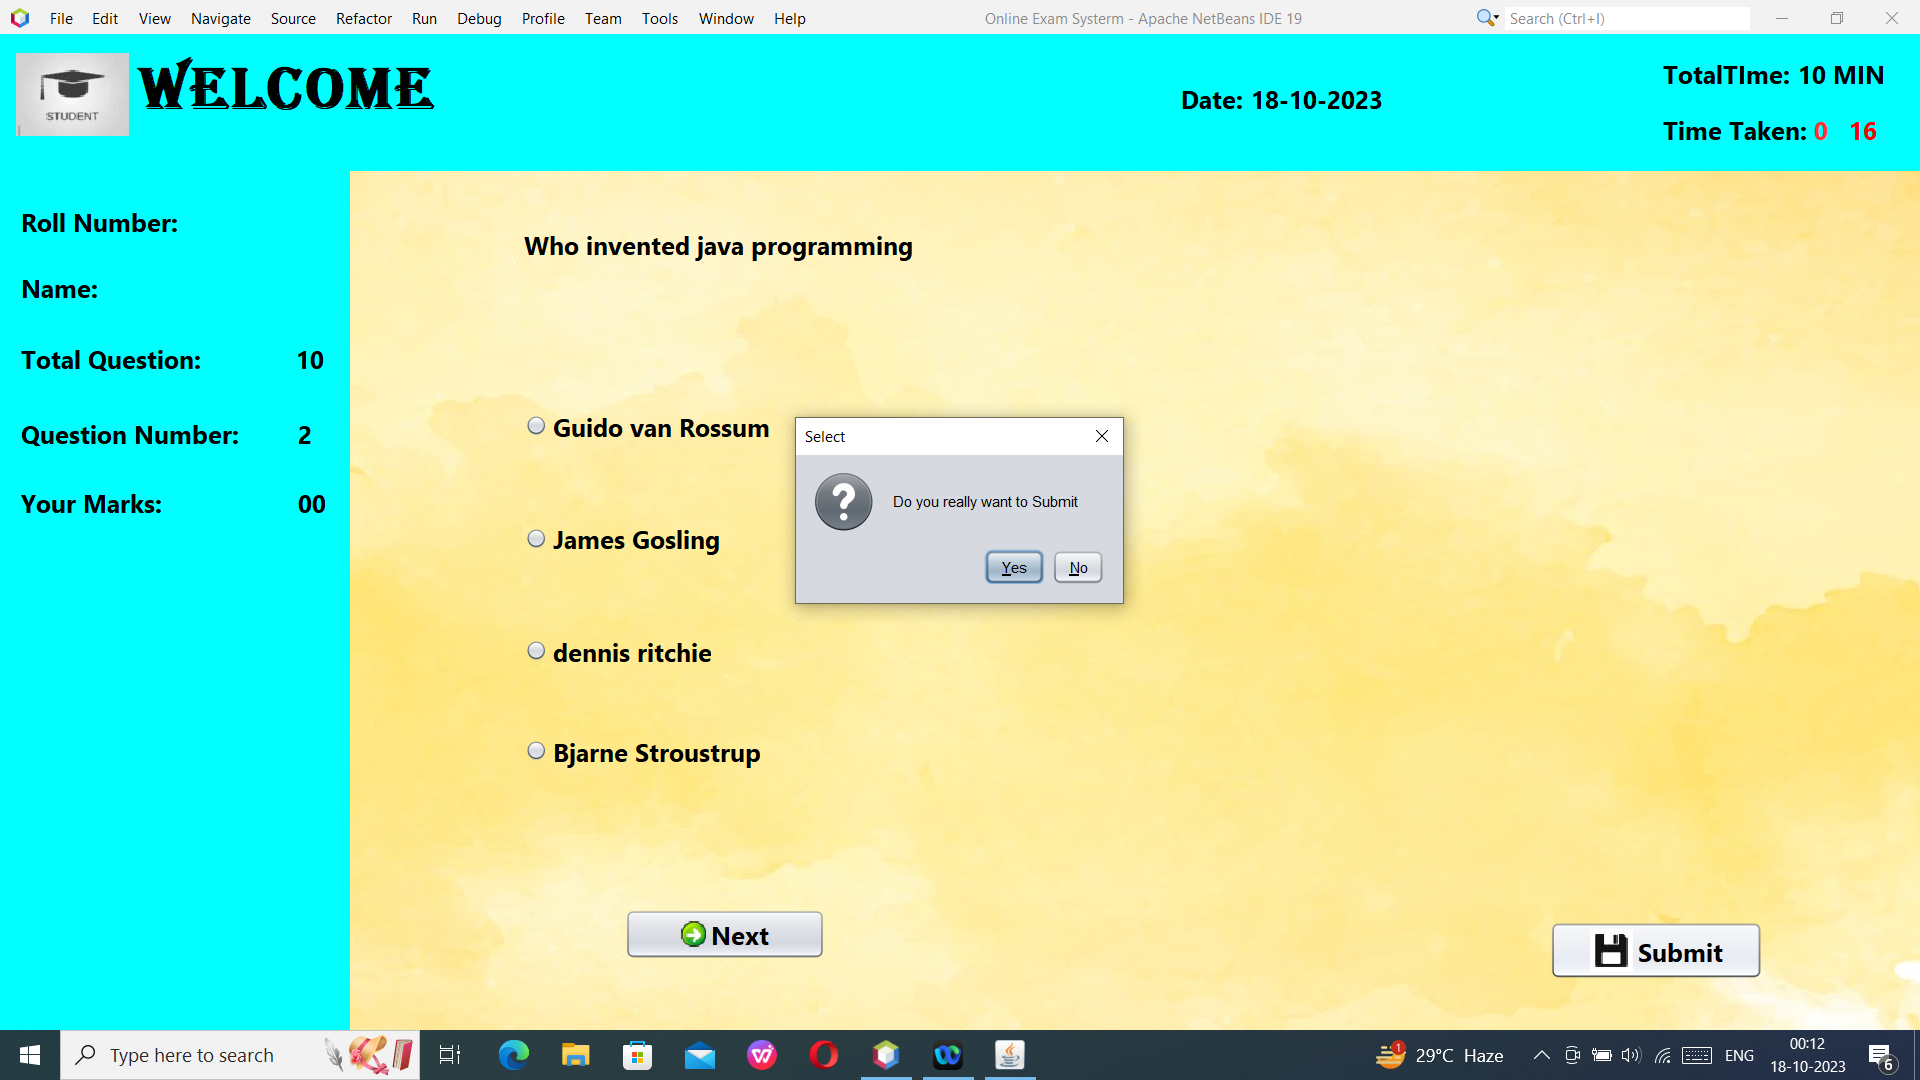 File Edit View Navigate Source Refactor Run Debug Profile Team Tools Window Help
Online Exam Systerm - Apache NetBeans IDE 19
Search (Ctrl+I)
STUDENT
WELCOME
Date: 18-10-2023
TotalTIme: 10 MIN
Time Taken: 0 16
Roll Number:
Name:
Total Question: 10
Question Number: 2
Your Marks: 00
Who invented java programming
Guido van Rossum
James Gosling
dennis ritchie
Bjarne Stroustrup
Select
Do you really want to Submit
Yes No
Next
Submit
Type here to search
1
29°C Haze
ENG
00:12
18-10-2023
6